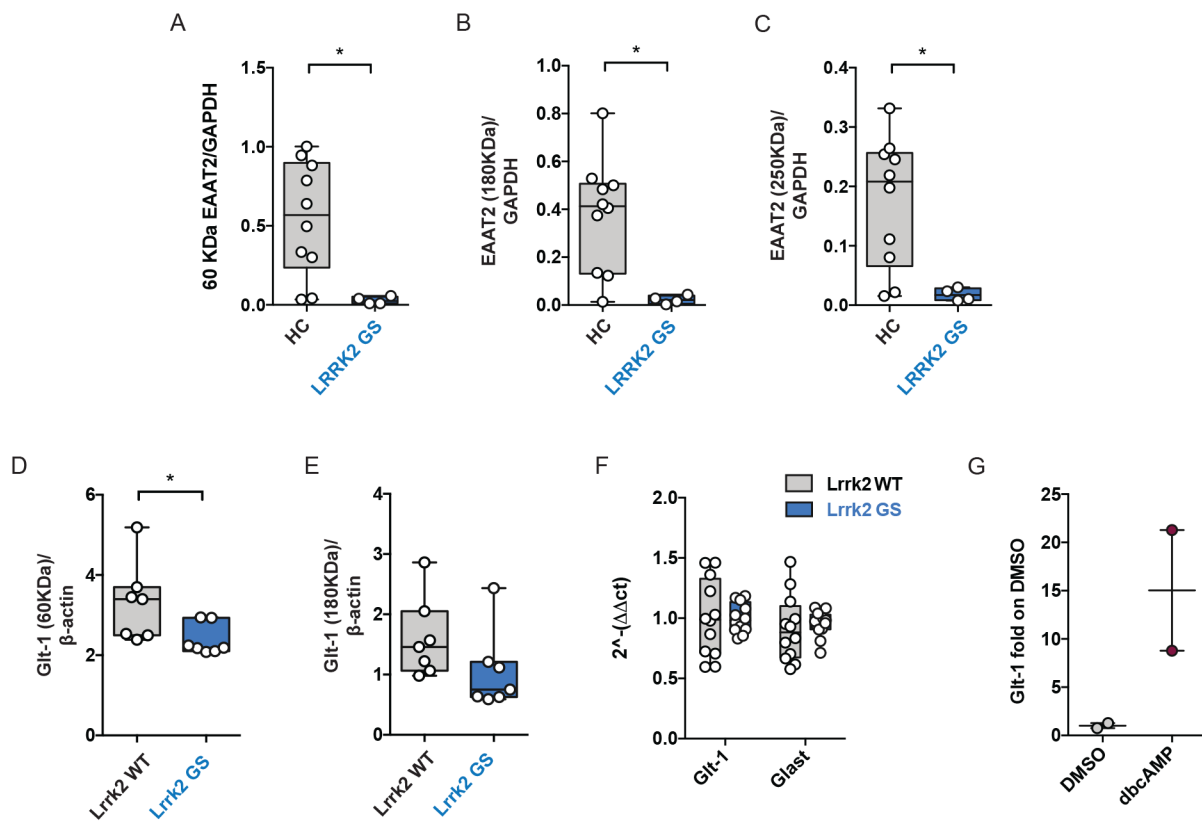 A
B
C
*
*
*
60 KDa EAAT2/GAPDH
1.5
1.0
0.5
0.0
HC
LRRK2 GS
EAAT2 (180KDa)/
GAPDH
1.0
0.8
0.6
0.4
0.2
0.0
HC
LRRK2 GS
EAAT2 (250KDa)/
GAPDH
0.4
0.3
0.2
0.1
0.0
HC
LRRK2 GS
D
E
F
G
*
Glt-1 (60KDa)/
β-actin
6
4
2
0
Lrrk2 WT
Lrrk2 GS
Glt-1 (180KDa)/
β-actin
4
3
2
1
0
Lrrk2 WT
Lrrk2 GS
Lrrk2 WT
Lrrk2 GS
2^-(ΔΔct)
2.0
1.5
1.0
0.5
0.0
Glt-1
Glast
Glt-1 fold on DMSO
25
20
15
10
5
0
DMSO
dbcAMP